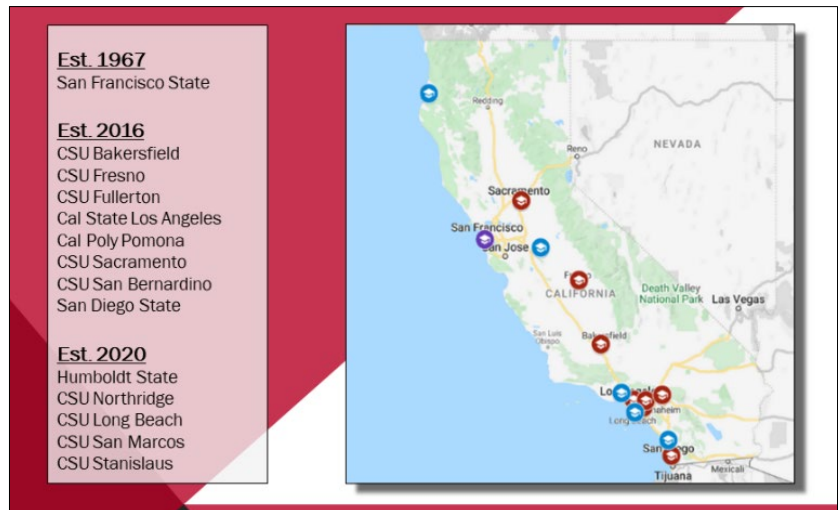 Est. 1967
San Francisco State
Est. 2016
CSU Bakersfield
CSU Fresno
CSU Fullerton
Cal State Los Angeles
Cal Poly Pomona
CSU Sacramento
CSU San Bernardino
San Diego State
Est. 2020
Humboldt State
CSU Northridge
CSU Long Beach
CSU San Marcos
CSU Stanislaus
Redding
Reno
NEVADA
Sacramento
San Francisco
San Jose
CALIFORNIA
Death Valley
National Park
Las Vegas
San Luis
Obispo
Long Beach
Tijuana
Mexicali